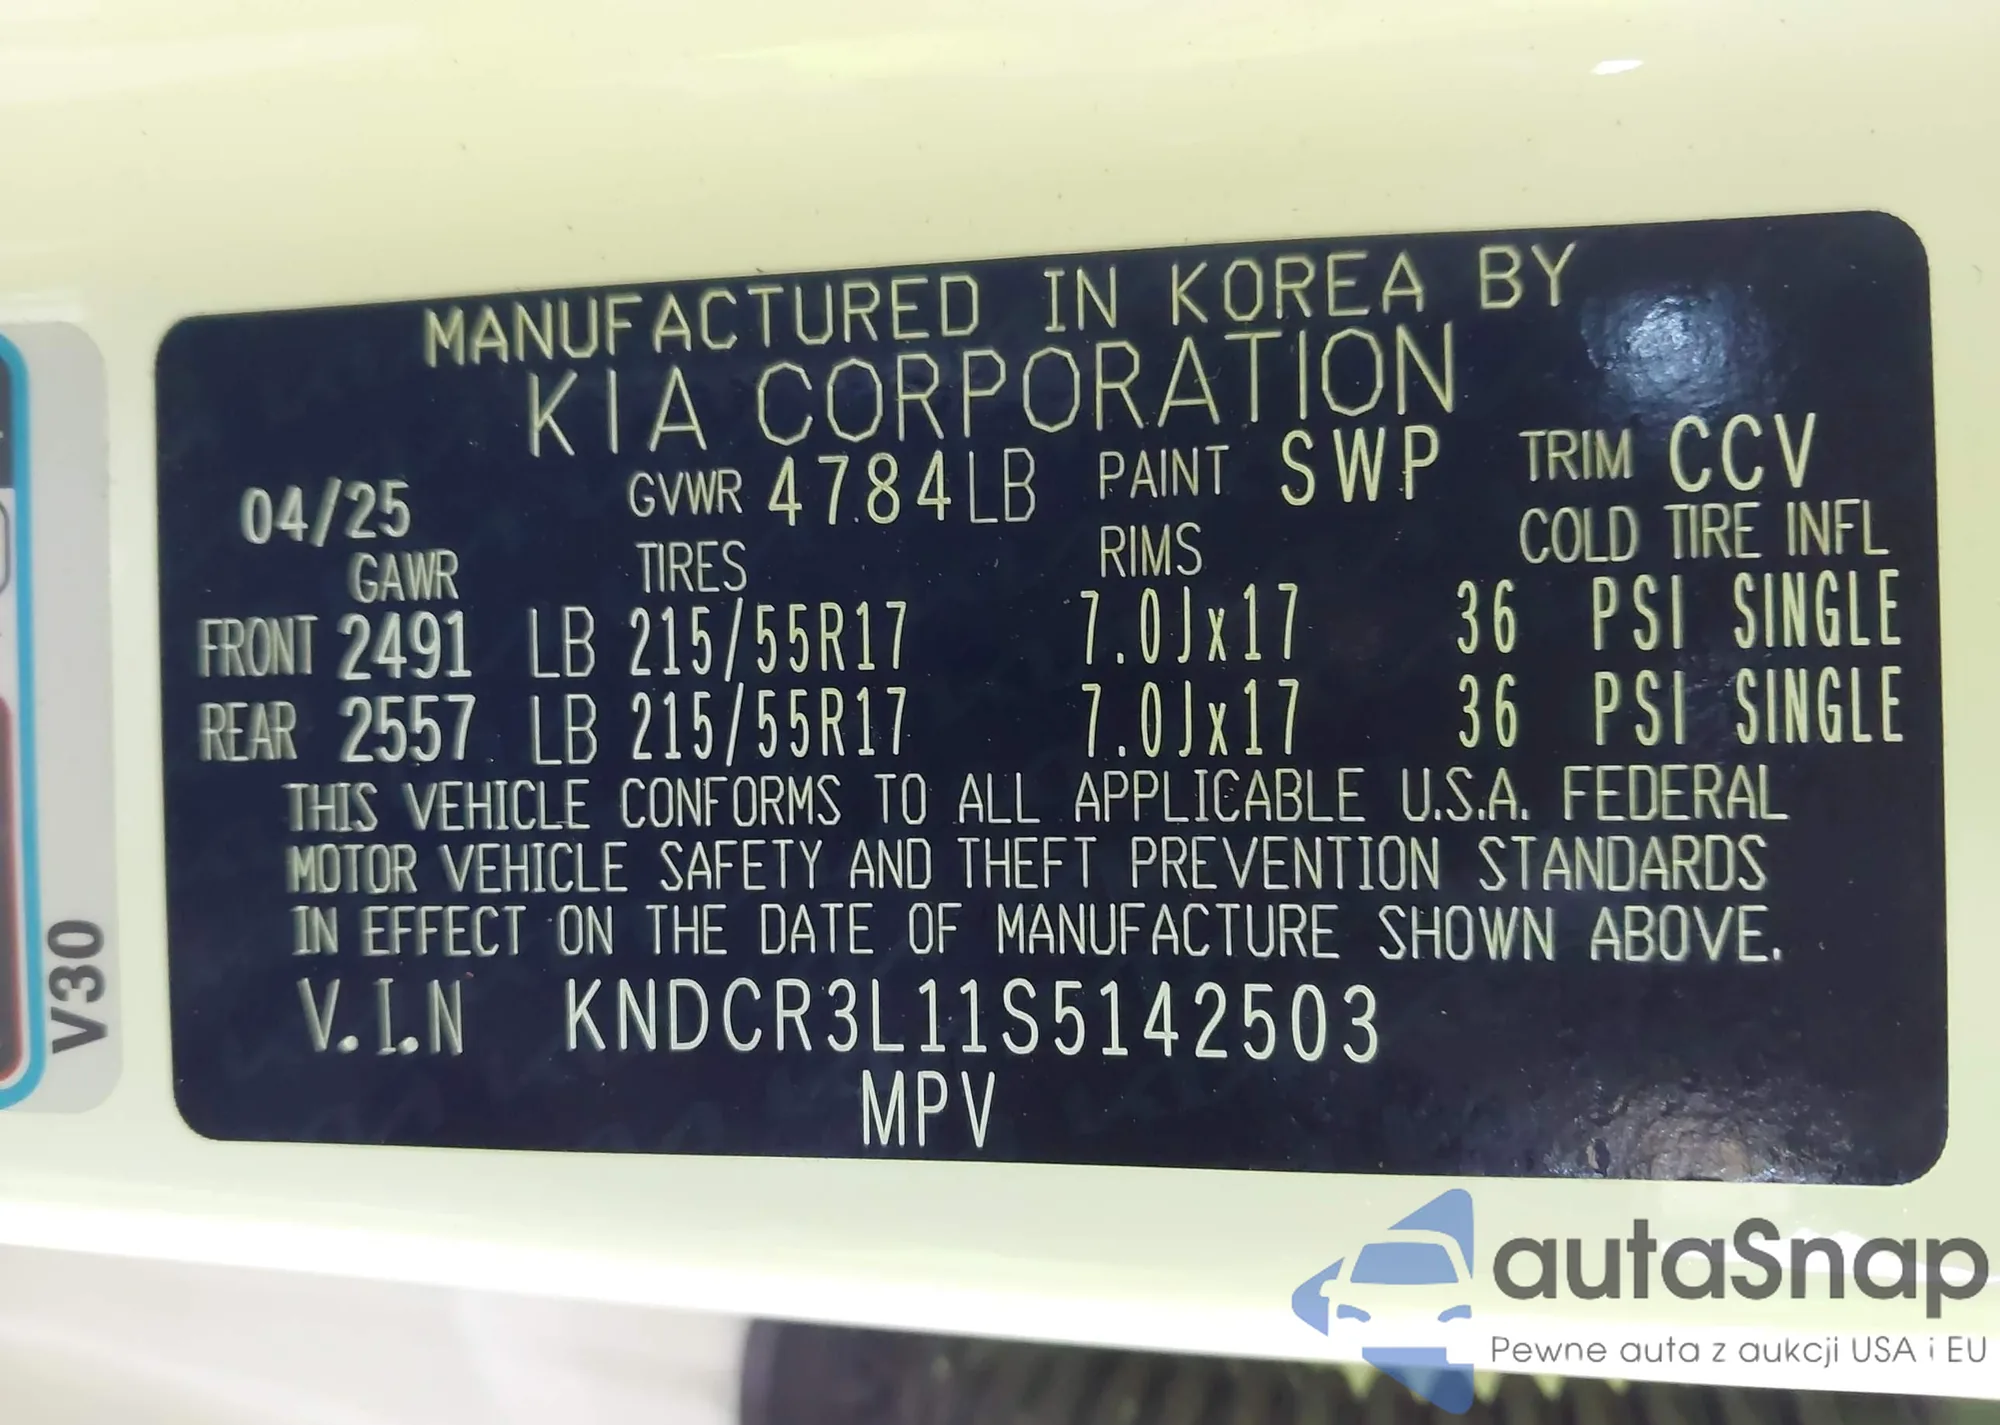 MANUFACTURED IN KOREA BY
KIA CORPORATION
04/25 GVWR 4784LB PAINT SWP TRIM CCV
GAWR TIRES RIMS COLD TIRE INFL
FRONT 2491 LB 215/55R17 7.0Jx17 36 PSI SINGLE
REAR 2557 LB 215/55R17 7.0Jx17 36 PSI SINGLE
THIS VEHICLE CONFORMS TO ALL APPLICABLE U.S.A. FEDERAL
MOTOR VEHICLE SAFETY AND THEFT PREVENTION STANDARDS
IN EFFECT ON THE DATE OF MANUFACTURE SHOWN ABOVE.
V.I.N KNDCR3L11S5142503
MPV
V30
autaSnap
Pewne auta z aukcji USA i EU